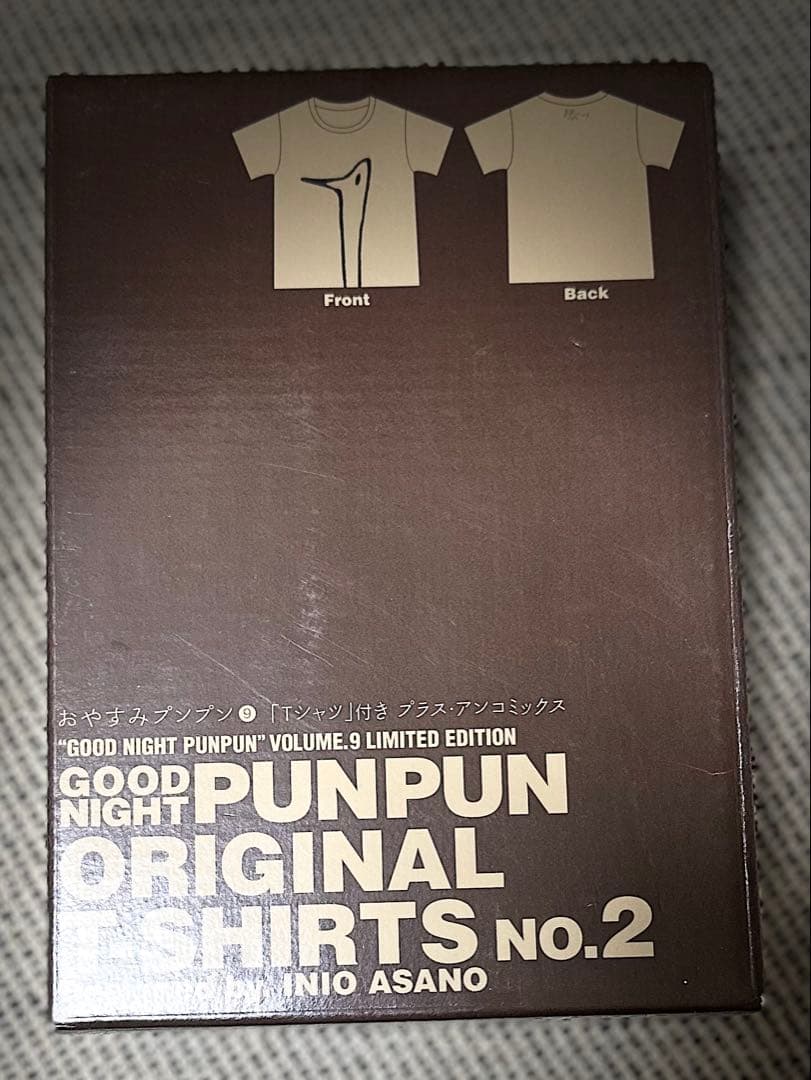 Front
Back
おやすみプンプン❾「Tシャツ」付き プラス・アンコミックス
“GOOD NIGHT PUNPUN” VOLUME.9 LIMITED EDITION
GOOD NIGHT PUNPUN
ORIGINAL
T-SHIRTS NO.2
by INIO ASANO